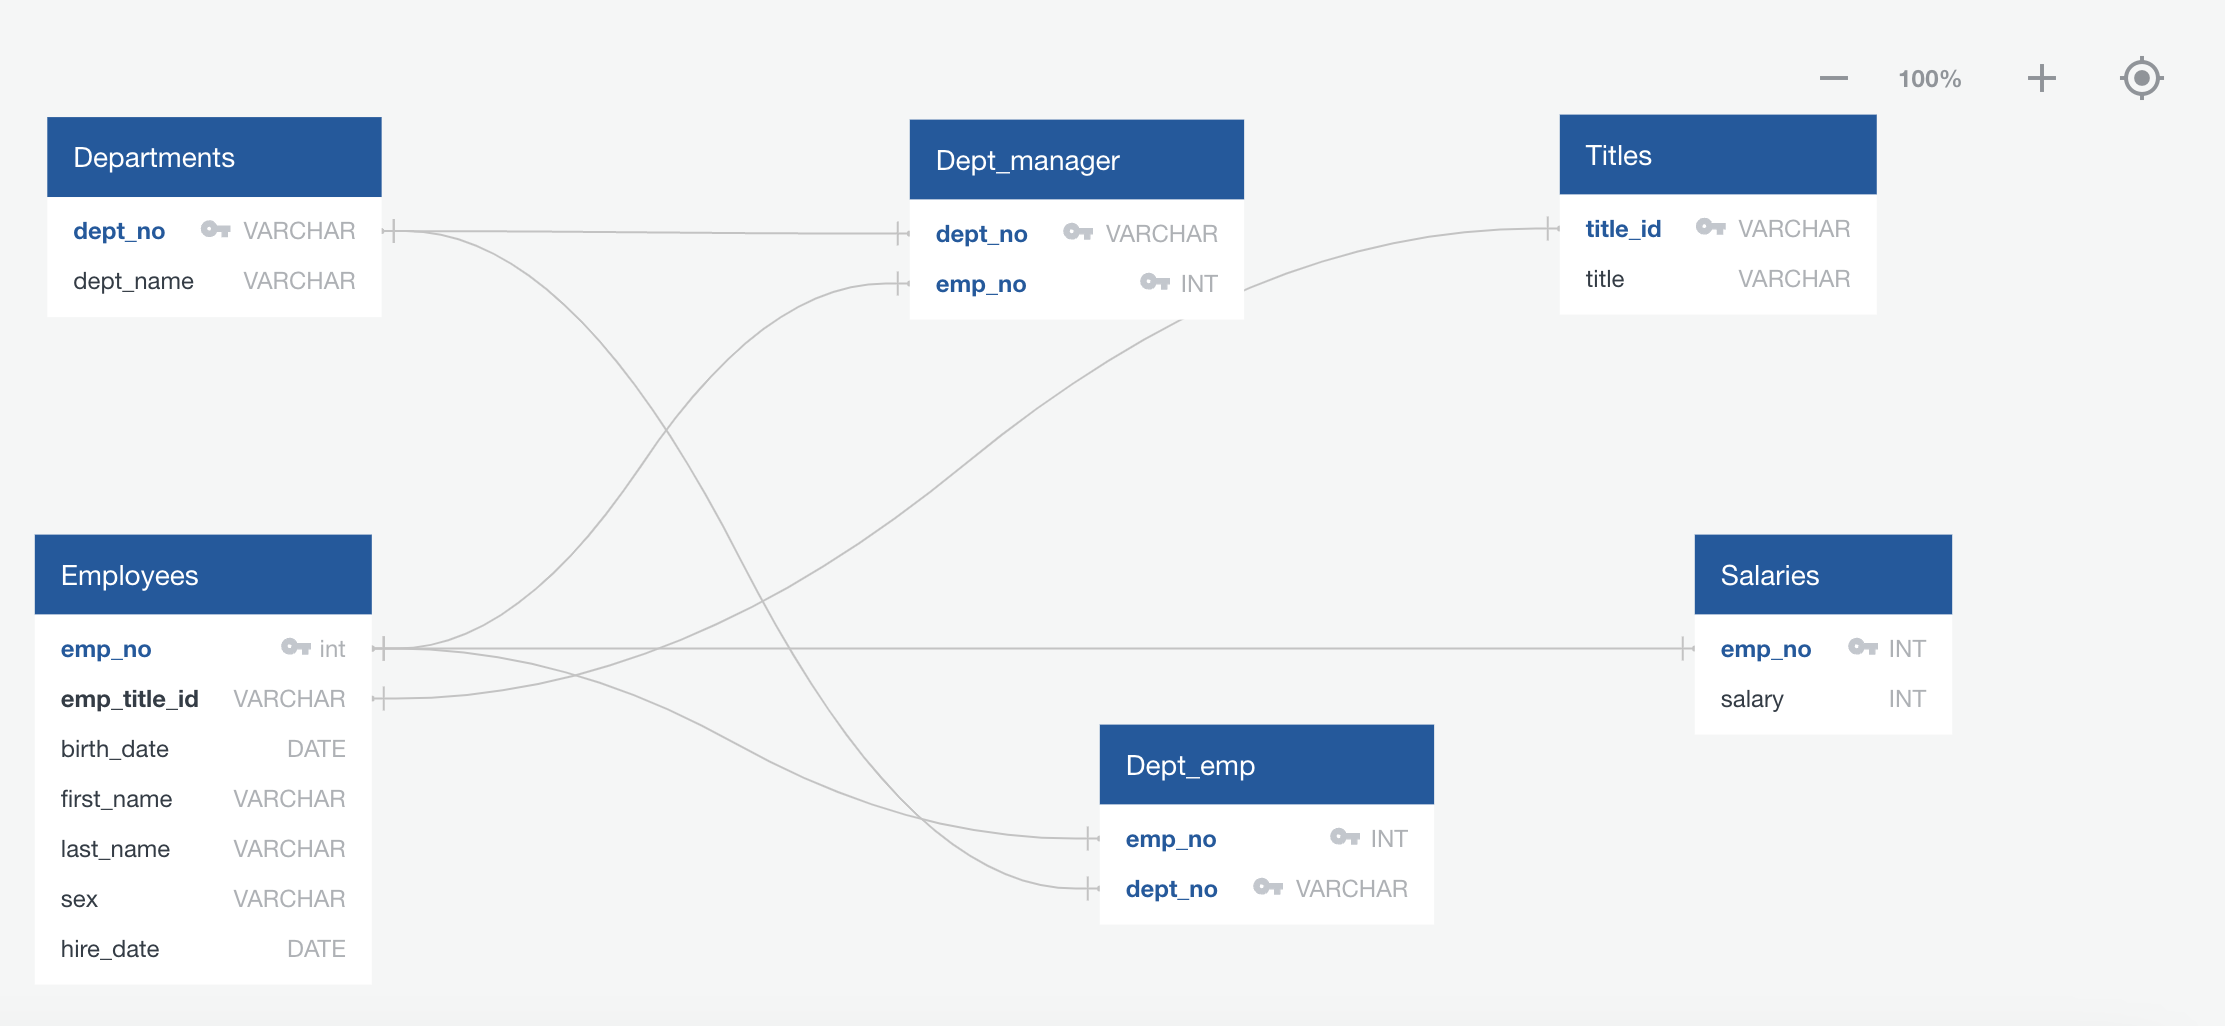 100%
Departments
dept_no VARCHAR
dept_name VARCHAR
Dept_manager
dept_no VARCHAR
emp_no INT
Titles
title_id VARCHAR
title VARCHAR
Employees
emp_no int
emp_title_id VARCHAR
birth_date DATE
first_name VARCHAR
last_name VARCHAR
sex VARCHAR
hire_date DATE
Dept_emp
emp_no INT
dept_no VARCHAR
Salaries
emp_no INT
salary INT